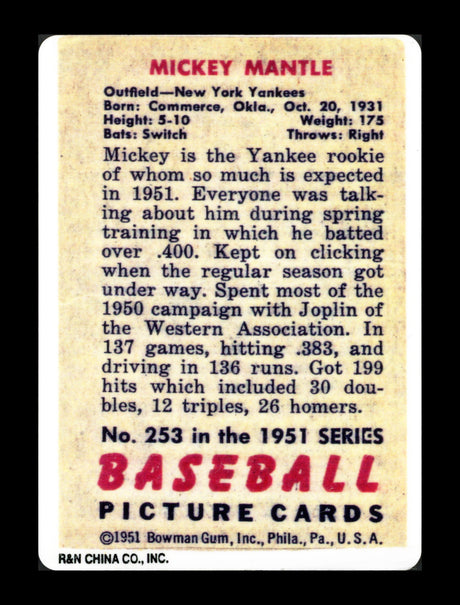 MICKEY MANTLE
Outfield—New York Yankees
Born: Commerce, Okla., Oct. 20, 1931
Height: 5-10 Weight: 175
Bats: Switch Throws: Right
Mickey is the Yankee rookie
of whom so much is expected
in 1951. Everyone was talk-
ing about him during spring
training in which he batted
over .400. Kept on clicking
when the regular season got
under way. Spent most of the
1950 campaign with Joplin of
the Western Association. In
137 games, hitting .383, and
driving in 136 runs. Got 199
hits which included 30 dou-
bles, 12 triples, 26 homers.
No. 253 in the 1951 SERIES
BASEBALL
PICTURE CARDS
©1951 Bowman Gum, Inc., Phila., Pa., U. S. A.
R&N CHINA CO., INC.